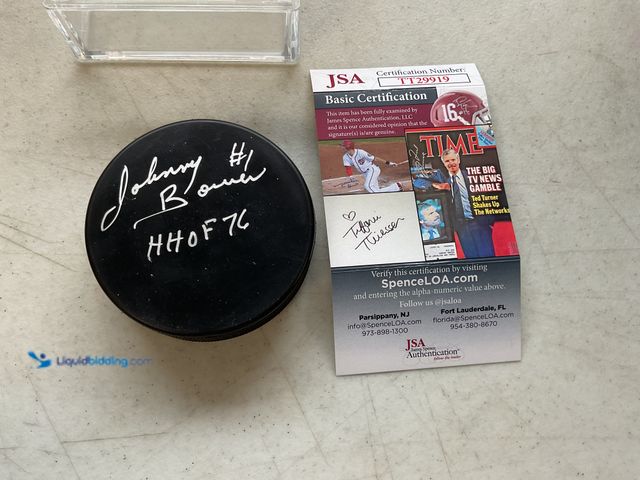 Johnny #1
Bower
HHOF 76
JSA
Certification Number:
TT29919
Basic Certification
This item has been fully examined by
James Spence Authentication, LLC
and it is our considered opinion that the
signature(s) is/are genuine.
16
TIME
THE BIG
TV NEWS
GAMBLE
Ted Turner
Shakes Up
The Networks
Verify this certification by visiting
SpenceLOA.com
and entering the alpha-numeric value above.
Follow us @jsaloa
Parsippany, NJ
info@SpenceLOA.com
973-898-1300
Fort Lauderdale, FL
florida@SpenceLOA.com
954-380-8670
JSA
James Spence
Authentication
Liquidbidding.com